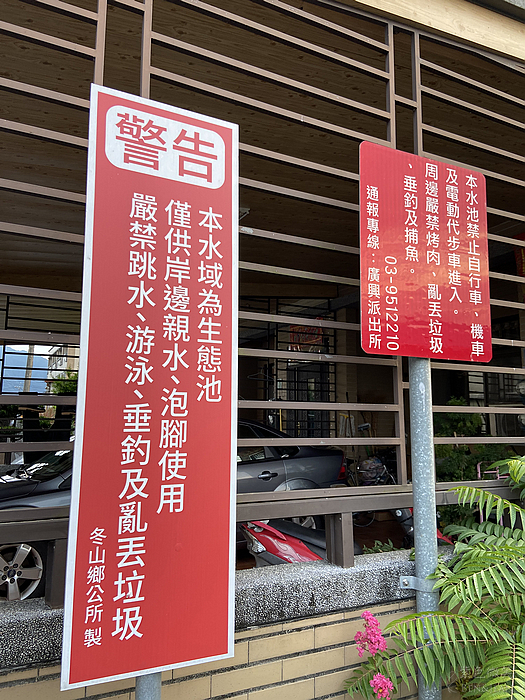 警告
本水域為生態池
僅供岸邊親水、泡腳使用
嚴禁跳水、游泳、垂釣及亂丟垃圾
冬山鄉公所 製
本水池禁止自行車、機車
及電動代步車進入。
周邊嚴禁烤肉、亂丟垃圾
、垂釣及捕魚。
03-9512210
通報專線：廣興派出所